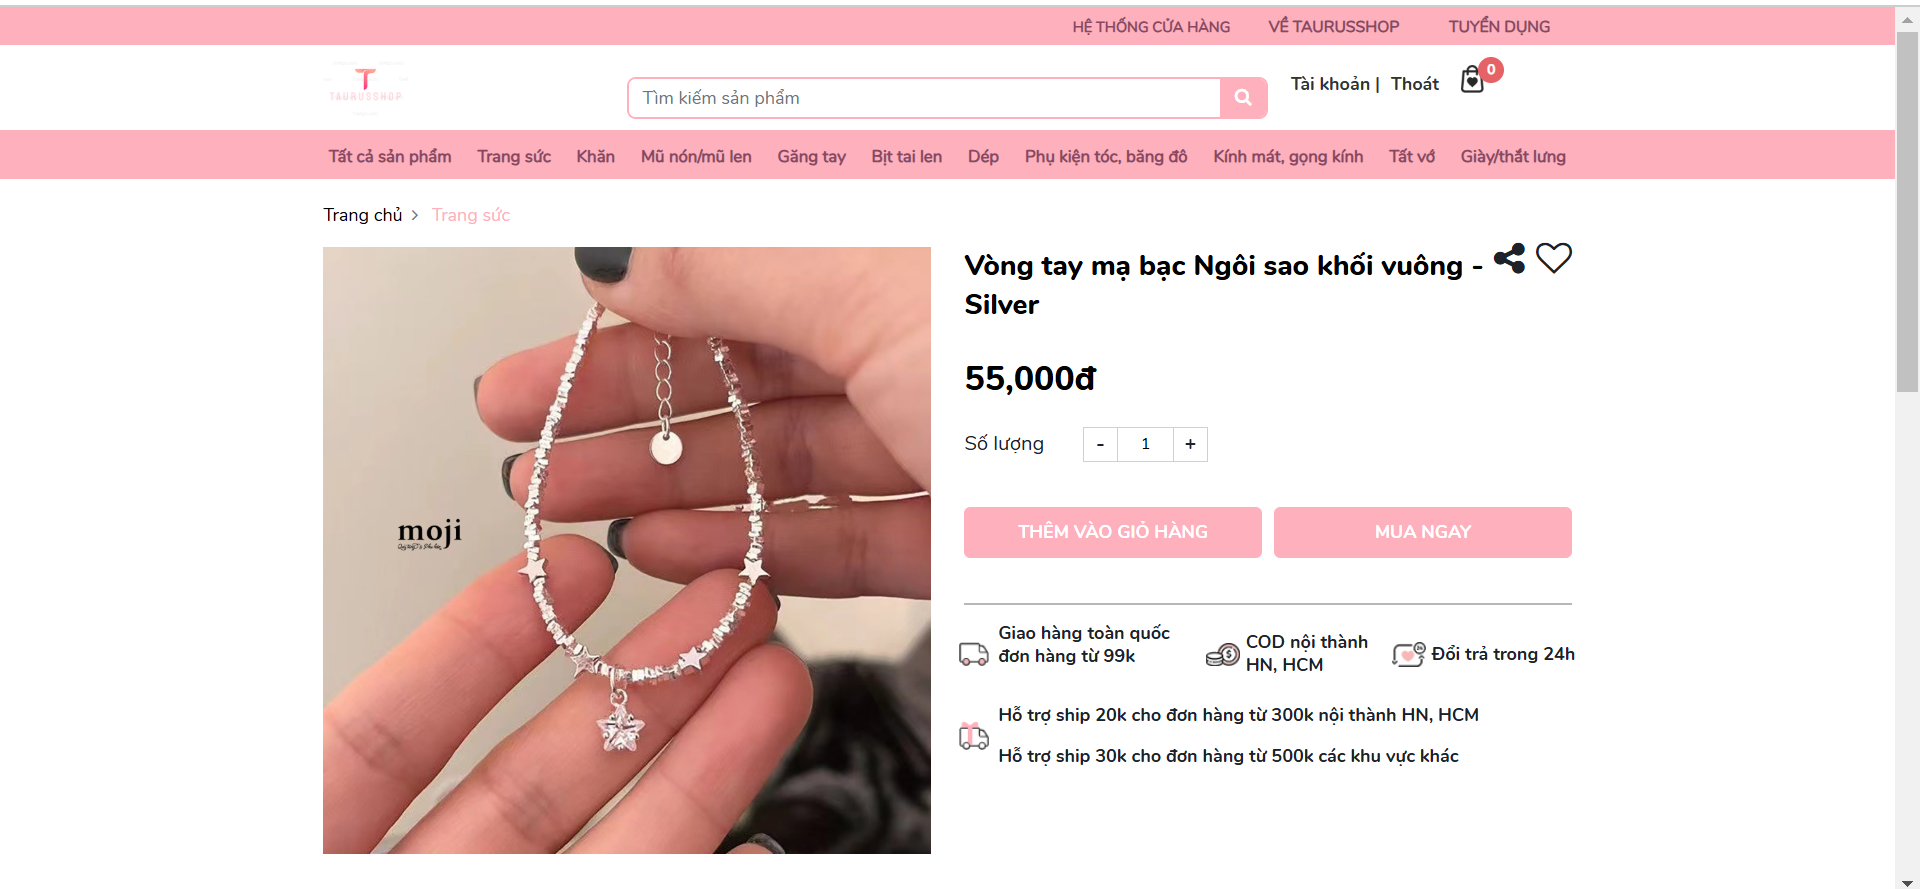 HỆ THỐNG CỬA HÀNG VỀ TAURUSSHOP TUYỂN DỤNG
T
TAURUSSHOP
Tìm kiếm sản phẩm
Tài khoản | Thoát
0
Tất cả sản phẩm Trang sức Khăn Mũ nón/mũ len Găng tay Bịt tai len Dép Phụ kiện tóc, băng đô Kính mát, gọng kính Tất vớ Giày/thắt lưng
Trang chủ > Trang sức
moji
Vòng tay mạ bạc Ngôi sao khối vuông -
Silver
55,000đ
Số lượng - 1 +
THÊM VÀO GIỎ HÀNG MUA NGAY
Giao hàng toàn quốc
đơn hàng từ 99k
COD nội thành
HN, HCM
Đổi trả trong 24h
Hỗ trợ ship 20k cho đơn hàng từ 300k nội thành HN, HCM
Hỗ trợ ship 30k cho đơn hàng từ 500k các khu vực khác